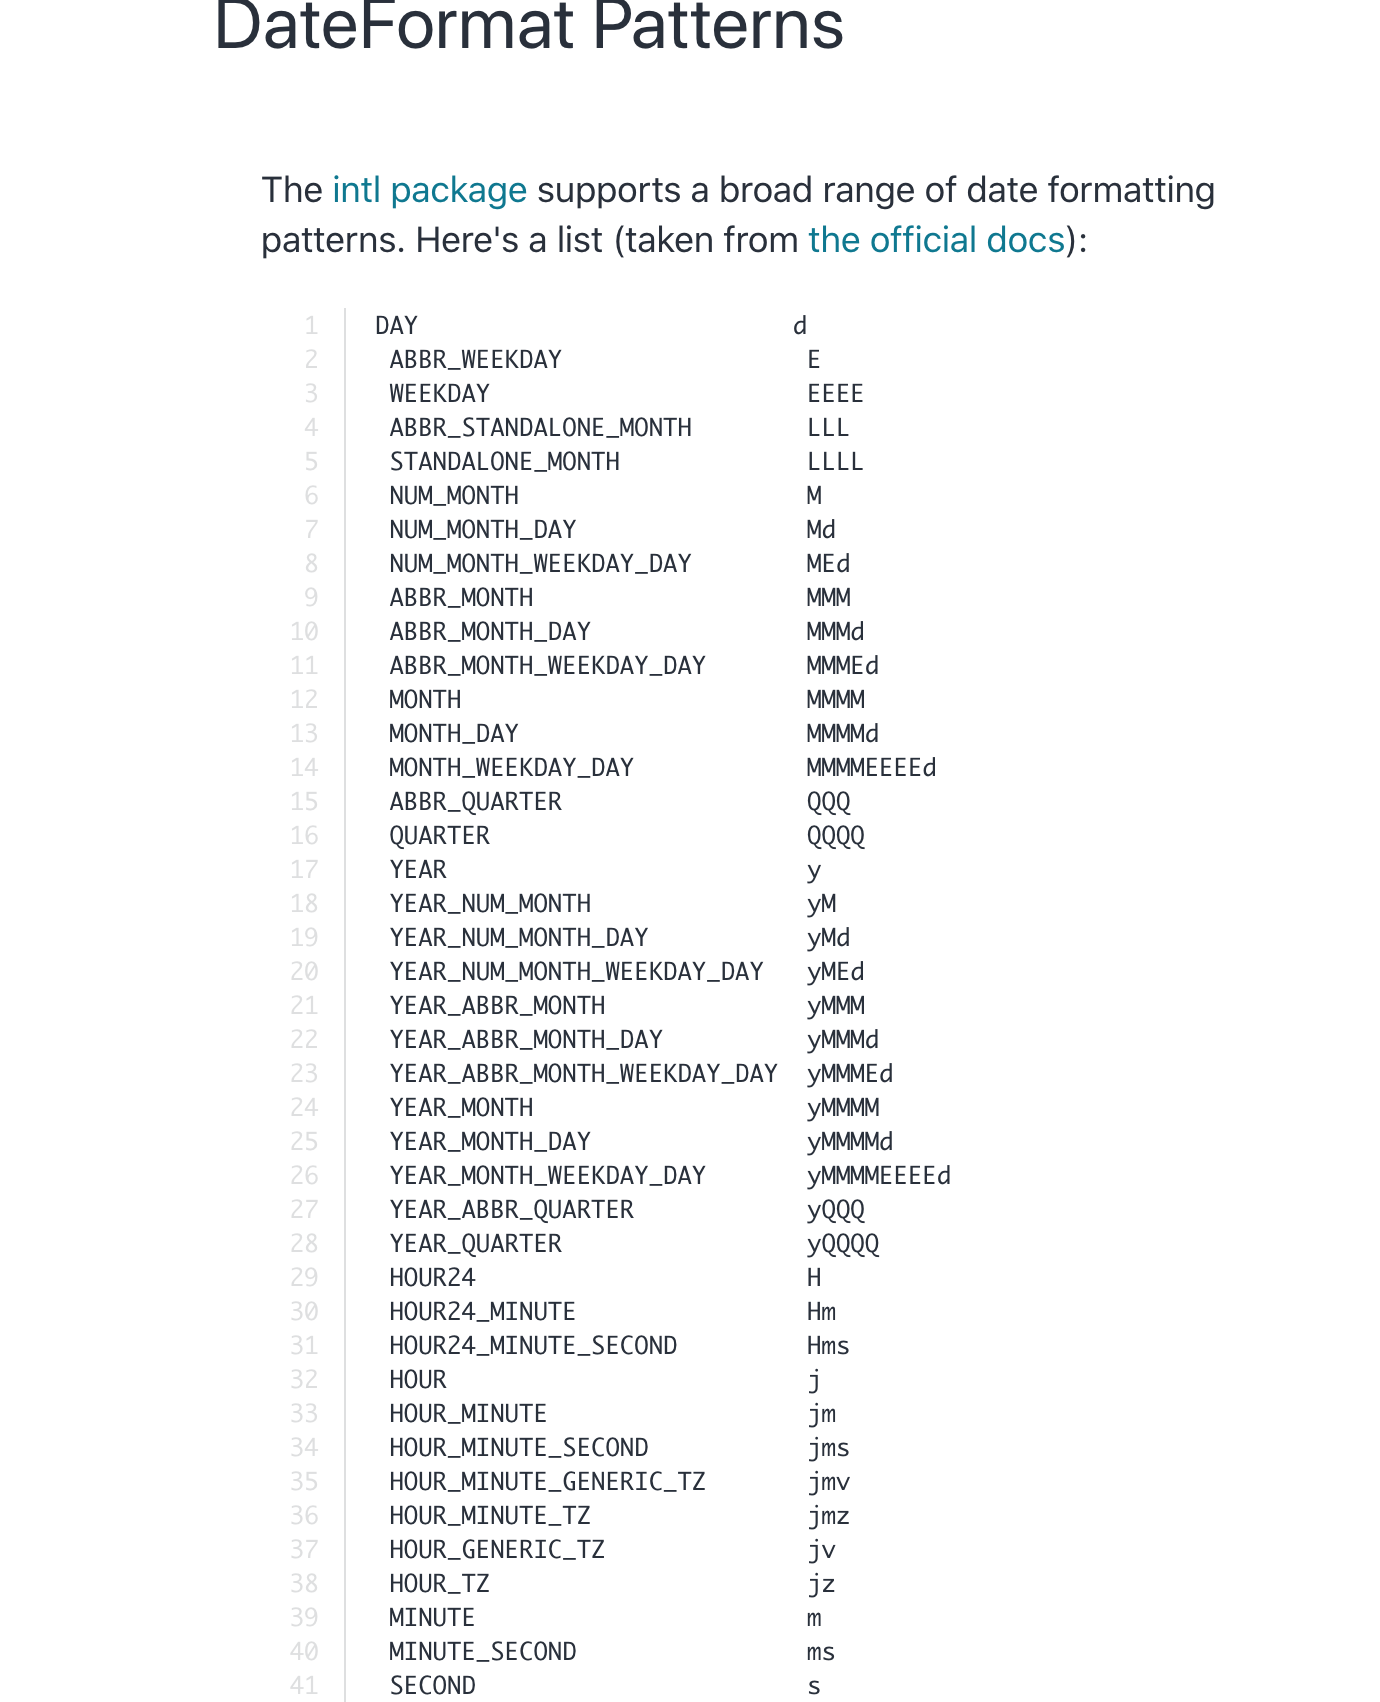 DateFormat Patterns
The intl package supports a broad range of date formatting
patterns. Here's a list (taken from the official docs):
1 DAY d
2 ABBR_WEEKDAY E
3 WEEKDAY EEEE
4 ABBR_STANDALONE_MONTH LLL
5 STANDALONE_MONTH LLLL
6 NUM_MONTH M
7 NUM_MONTH_DAY Md
8 NUM_MONTH_WEEKDAY_DAY MEd
9 ABBR_MONTH MMM
10 ABBR_MONTH_DAY MMMd
11 ABBR_MONTH_WEEKDAY_DAY MMMEd
12 MONTH MMMM
13 MONTH_DAY MMMMd
14 MONTH_WEEKDAY_DAY MMMMEEEEd
15 ABBR_QUARTER QQQ
16 QUARTER QQQQ
17 YEAR y
18 YEAR_NUM_MONTH yM
19 YEAR_NUM_MONTH_DAY yMd
20 YEAR_NUM_MONTH_WEEKDAY_DAY yMEd
21 YEAR_ABBR_MONTH yMMM
22 YEAR_ABBR_MONTH_DAY yMMMd
23 YEAR_ABBR_MONTH_WEEKDAY_DAY yMMMEd
24 YEAR_MONTH yMMMM
25 YEAR_MONTH_DAY yMMMMd
26 YEAR_MONTH_WEEKDAY_DAY yMMMMEEEEd
27 YEAR_ABBR_QUARTER yQQQ
28 YEAR_QUARTER yQQQQ
29 HOUR24 H
30 HOUR24_MINUTE Hm
31 HOUR24_MINUTE_SECOND Hms
32 HOUR j
33 HOUR_MINUTE jm
34 HOUR_MINUTE_SECOND jms
35 HOUR_MINUTE_GENERIC_TZ jmv
36 HOUR_MINUTE_TZ jmz
37 HOUR_GENERIC_TZ jv
38 HOUR_TZ jz
39 MINUTE m
40 MINUTE_SECOND ms
41 SECOND s